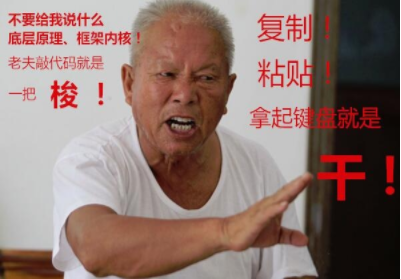 不要给我说什么
底层原理、框架内核！
老夫敲代码就是
一把 梭！
复制！
粘贴！
拿起键盘就是
干！